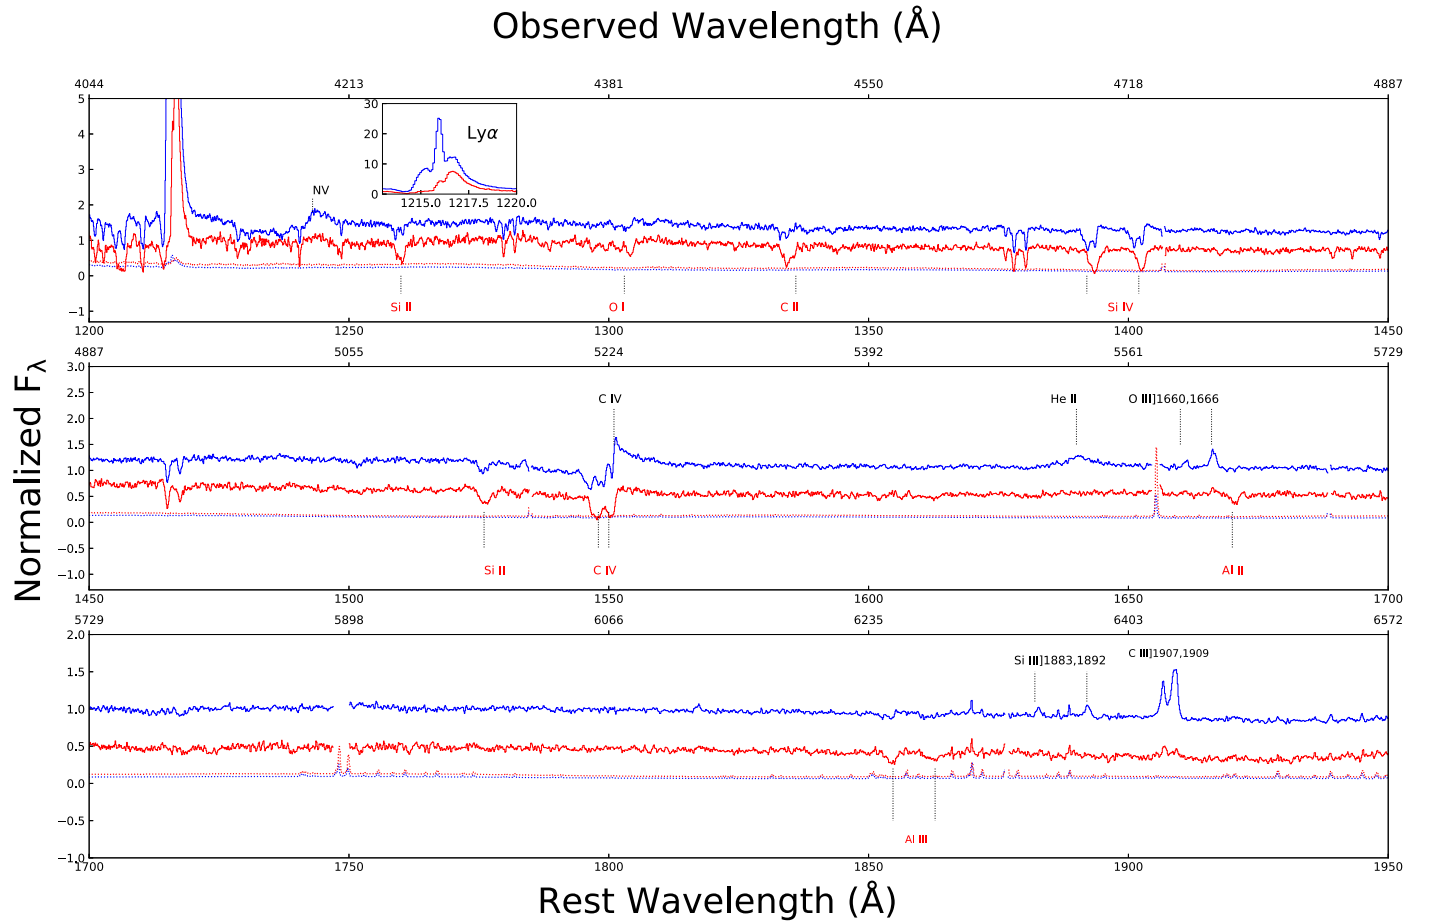 Observed Wavelength (Å)
4044 4213 4381 4550 4718 4887
5
4
3
2
1
0
−1
NV
30
20
10
0
Lyα
1215.0 1217.5 1220.0
Si II O I C II Si IV
1200 1250 1300 1350 1400 1450
4887 5055 5224 5392 5561 5729
Normalized Fλ
3.0
2.5
2.0
1.5
1.0
0.5
0.0
−0.5
−1.0
C IV He II O III]1660,1666
Si II C IV Al II
1450 1500 1550 1600 1650 1700
5729 5898 6066 6235 6403 6572
2.0
1.5
1.0
0.5
0.0
−0.5
−1.0
Si III]1883,1892 C III]1907,1909
Al III
1700 1750 1800 1850 1900 1950
Rest Wavelength (Å)